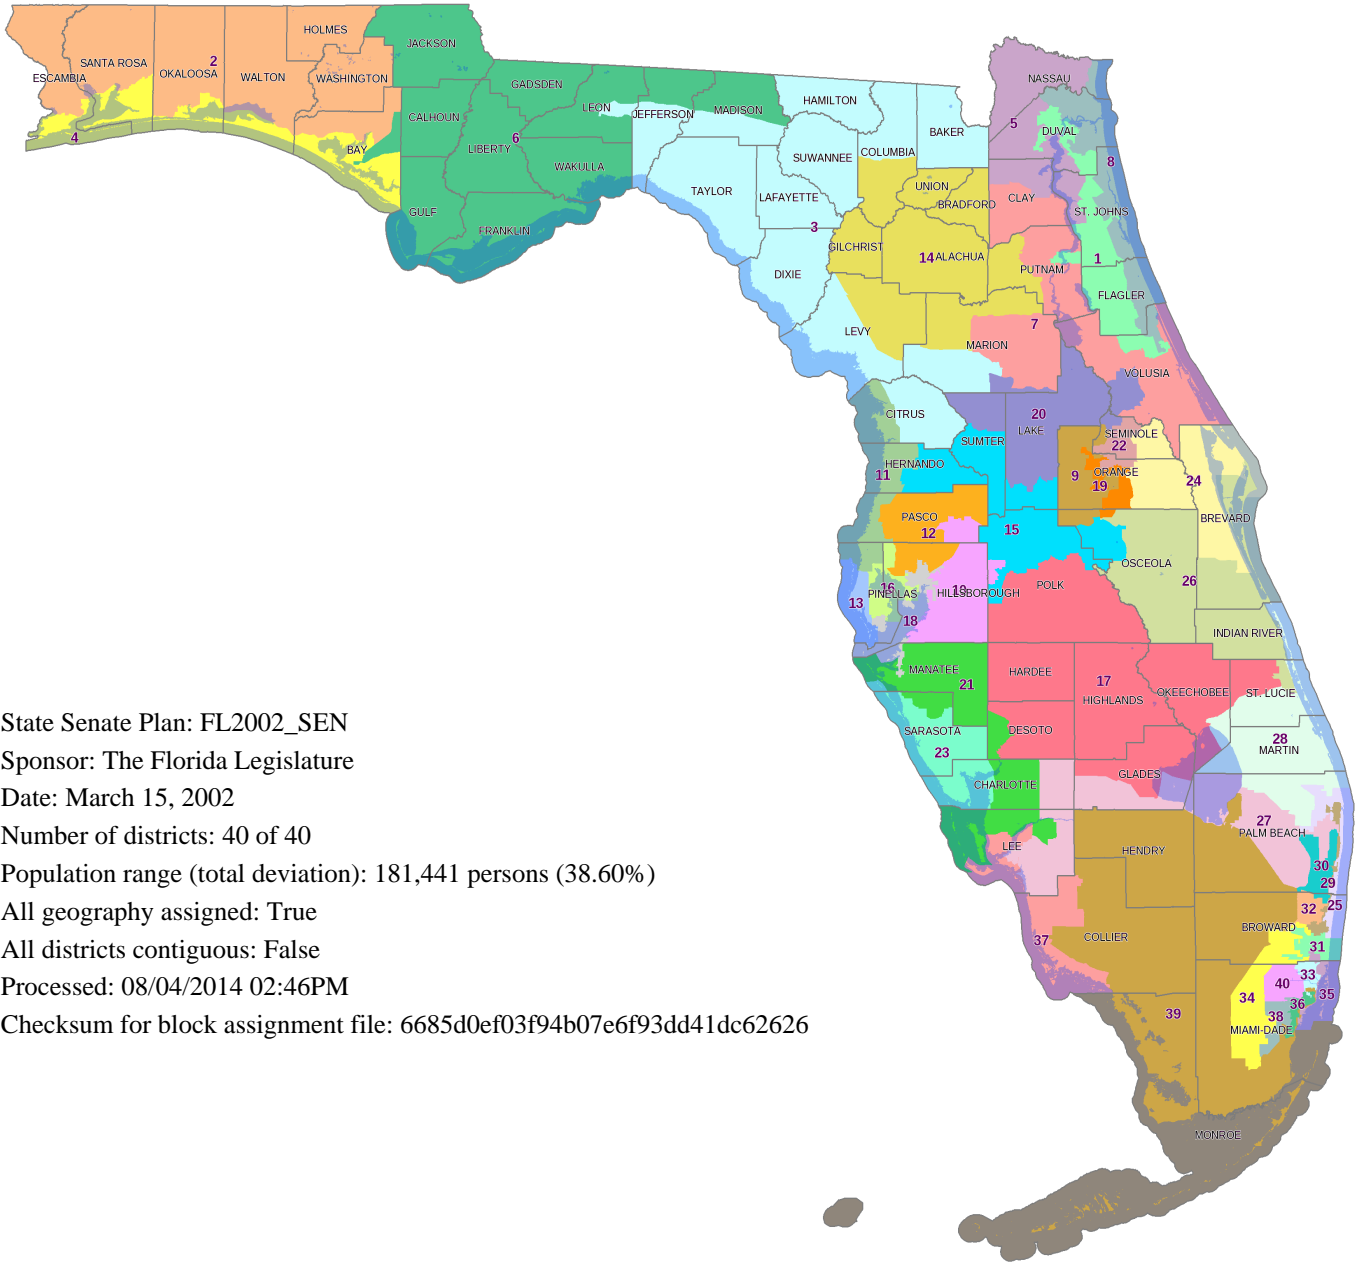 HOLMES
JACKSON
SANTA ROSA
2
ESCAMBIA
OKALOOSA
WALTON
WASHINGTON
GADSDEN
NASSAU
HAMILTON
LEON
JEFFERSON
MADISON
CALHOUN
5
DUVAL
BAKER
4
6
BAY
LIBERTY
SUWANNEE
COLUMBIA
WAKULLA
8
TAYLOR
LAFAYETTE
UNION
BRADFORD
CLAY
GULF
ST. JOHNS
FRANKLIN
3
GILCHRIST
14
ALACHUA
1
DIXIE
PUTNAM
FLAGLER
LEVY
7
MARION
VOLUSIA
CITRUS
20
LAKE
SUMTER
SEMINOLE
22
HERNANDO
11
9
ORANGE
19
24
PASCO
12
15
BREVARD
OSCEOLA
26
POLK
16
PINELLAS
10
HILLSBOROUGH
13
18
INDIAN RIVER
MANATEE
21
HARDEE
17
HIGHLANDS
OKEECHOBEE
ST. LUCIE
State Senate Plan: FL2002_SEN
SARASOTA
23
DESOTO
28
MARTIN
Sponsor: The Florida Legislature
CHARLOTTE
GLADES
Date: March 15, 2002
27
PALM BEACH
Number of districts: 40 of 40
LEE
HENDRY
30
Population range (total deviation): 181,441 persons (38.60%)
29
All geography assigned: True
32
25
BROWARD
All districts contiguous: False
37
COLLIER
31
Processed: 08/04/2014 02:46PM
33
40
34
35
36
Checksum for block assignment file: 6685d0ef03f94b07e6f93dd41dc62626
39
38
MIAMI-DADE
MONROE